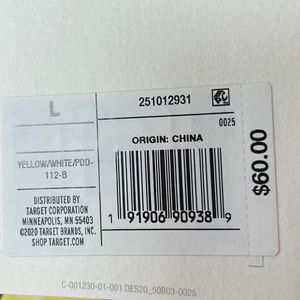 L
251012931
0025
ORIGIN: CHINA
YELLOW/WHITE/PDD-
112-B
$60.00
DISTRIBUTED BY
TARGET CORPORATION
MINNEAPOLIS, MN 55403
©2020 TARGET BRANDS, INC.
SHOP TARGET.COM
1 91906 90938 9
C-001230-01-001 DES20_50B03-0025